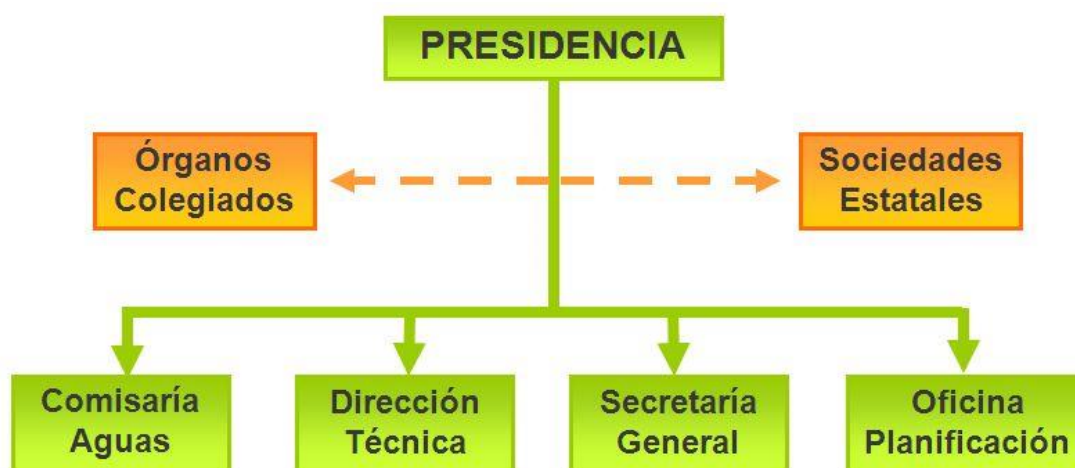 PRESIDENCIA
Órganos
Colegiados
Sociedades
Estatales
Comisaría
Aguas
Dirección
Técnica
Secretaría
General
Oficina
Planificación